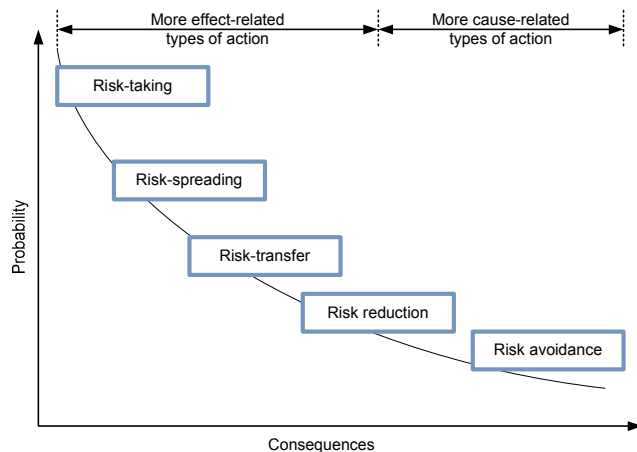 More effect-related
types of action
More cause-related
types of action
Risk-taking
Risk-spreading
Risk-transfer
Risk reduction
Risk avoidance
Probability
Consequences